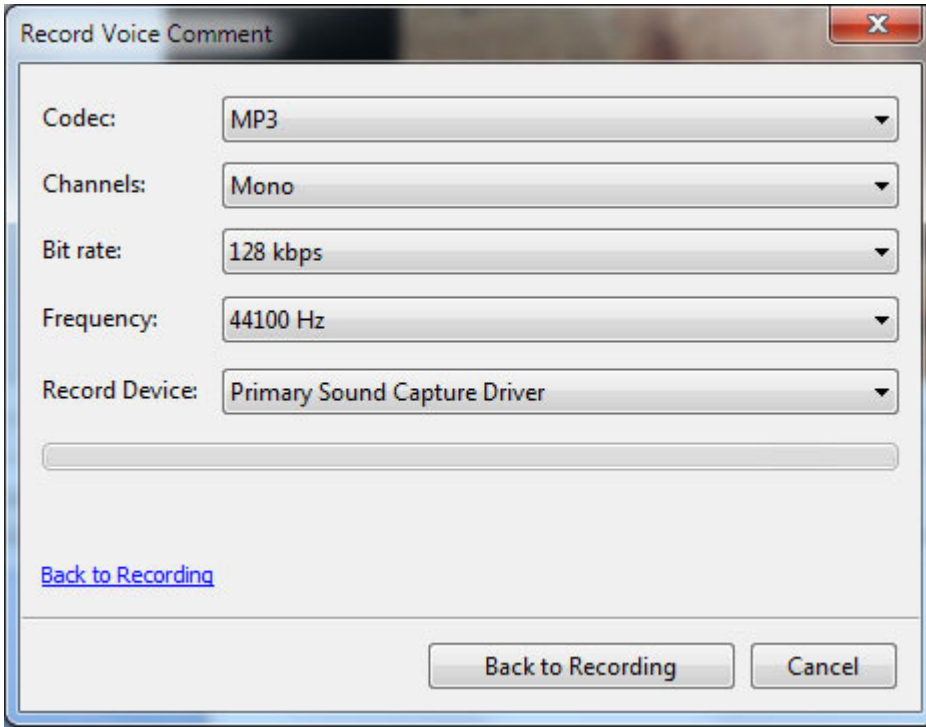 Record Voice Comment
Codec: MP3
Channels: Mono
Bit rate: 128 kbps
Frequency: 44100 Hz
Record Device: Primary Sound Capture Driver
Back to Recording
Back to Recording Cancel